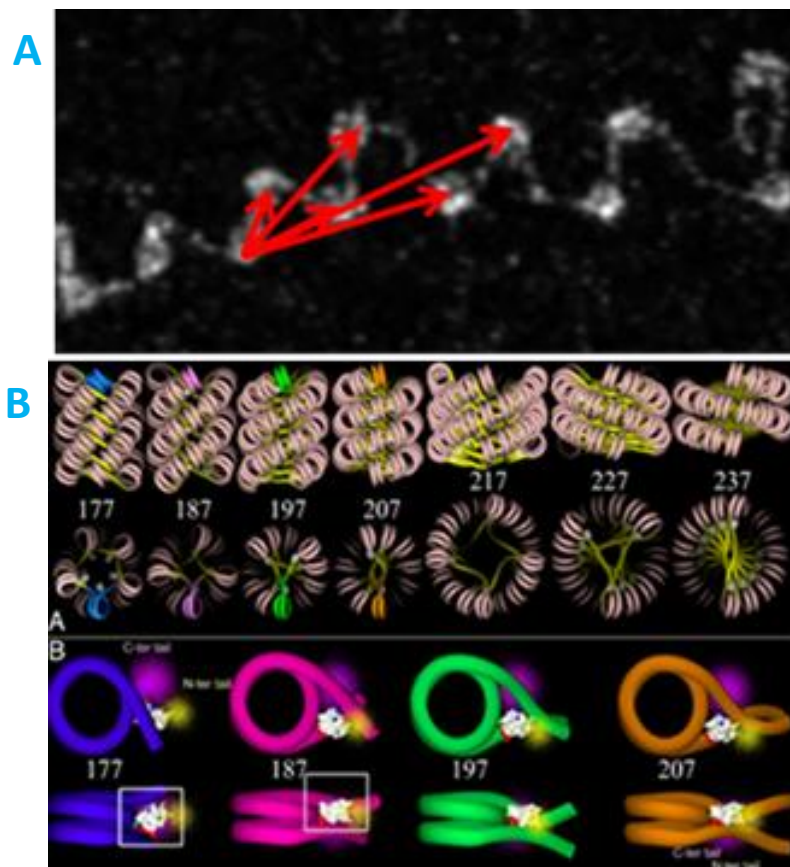 A
B
217 227 237
177 187 197 207
A
B
C-ter tail
N-ter tail
177 187 197 207
C-ter tail
N-ter tail